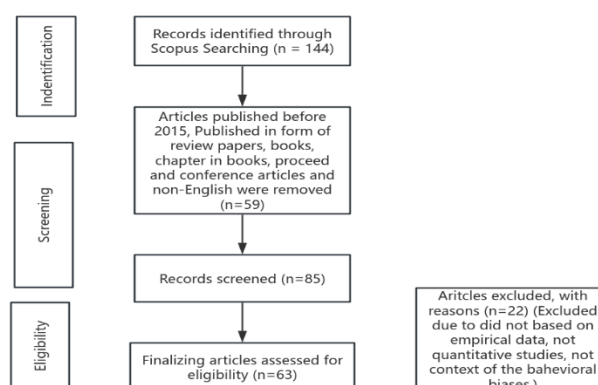 Indentification
Records identified through
Scopus Searching (n = 144)
Articles published before
2015, Published in form of
review papers, books,
chapter in books, proceed
and conference articles and
non-English were removed
(n=59)
Screening
Records screened (n=85)
Eligibility
Finalizing articles assessed for
eligibility (n=63)
Aritcles excluded, with
reasons (n=22) (Excluded
due to did not based on
empirical data, not
quantitative studies, not
context of the bahevioral
biases.)